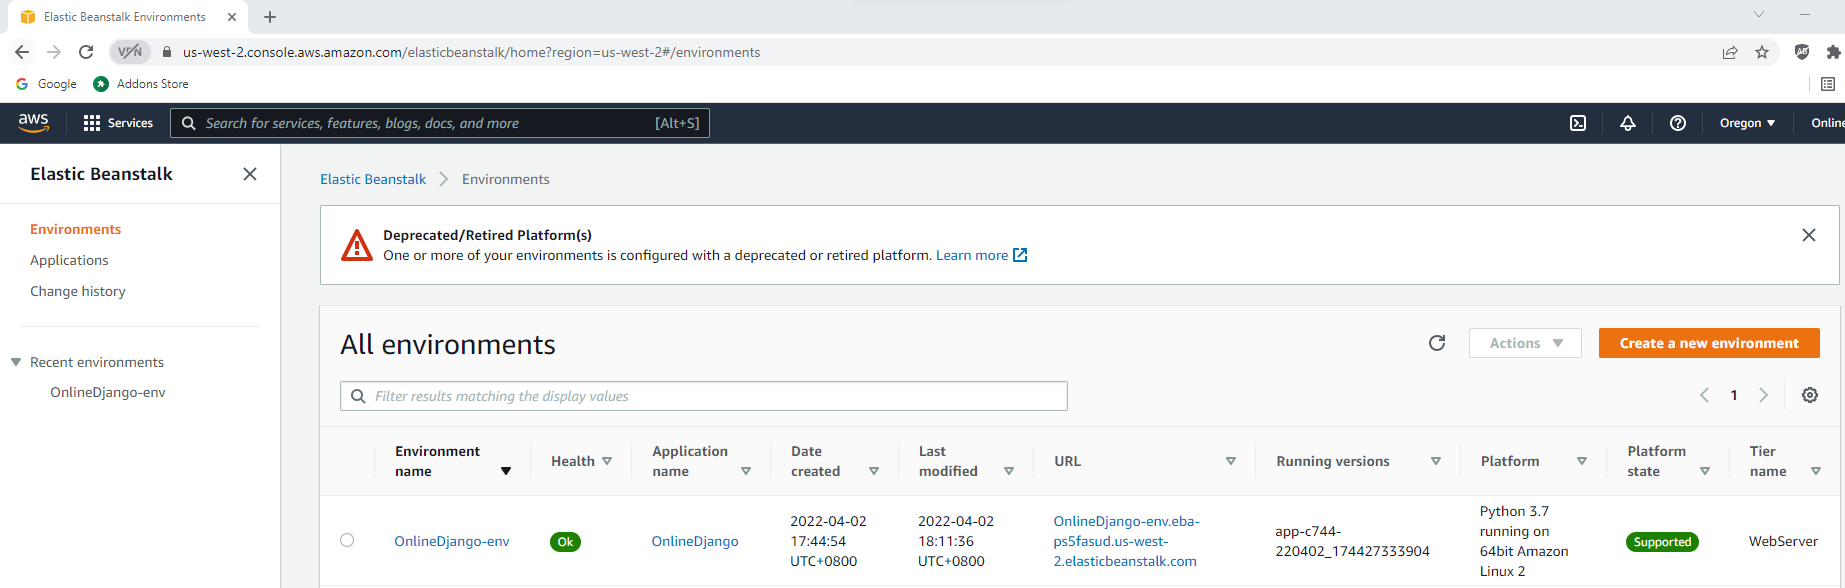 Elastic Beanstalk Environments
VPN
us-west-2.console.aws.amazon.com/elasticbeanstalk/home?region=us-west-2#/environments
Google
Addons Store
aws
Services
Search for services, features, blogs, docs, and more
[Alt+S]
Oregon
Online
Elastic Beanstalk
Environments
Applications
Change history
Recent environments
OnlineDjango-env
Elastic Beanstalk
Environments
Deprecated/Retired Platform(s)
One or more of your environments is configured with a deprecated or retired platform. Learn more
All environments
Actions
Create a new environment
Filter results matching the display values
1
Environment
name
Health
Application
name
Date
created
Last
modified
URL
Running versions
Platform
Platform
state
Tier
name
OnlineDjango-env
Ok
OnlineDjango
2022-04-02
17:44:54
UTC+0800
2022-04-02
18:11:36
UTC+0800
OnlineDjango-env.eba-
ps5fasud.us-west-
2.elasticbeanstalk.com
app-c744-
220402_174427333904
Python 3.7
running on
64bit Amazon
Linux 2
Supported
WebServer